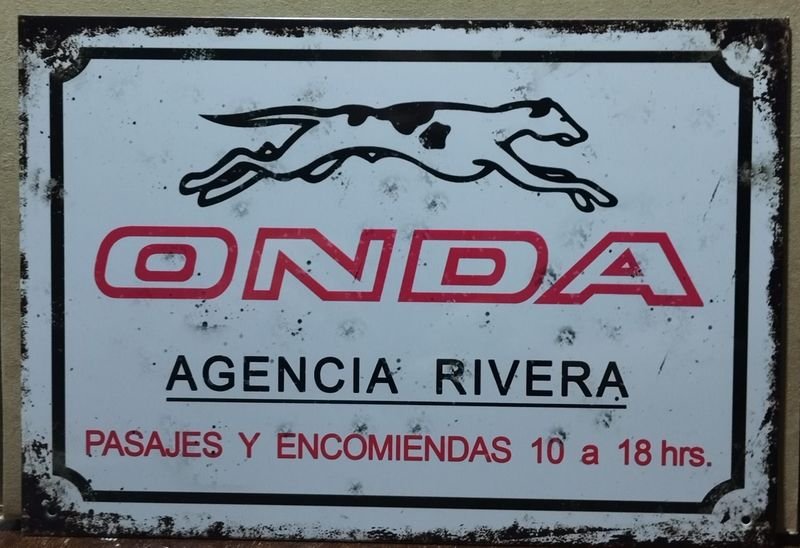 ONDA
AGENCIA RIVERA
PASAJES Y ENCOMIENDAS 10 a 18 hrs.